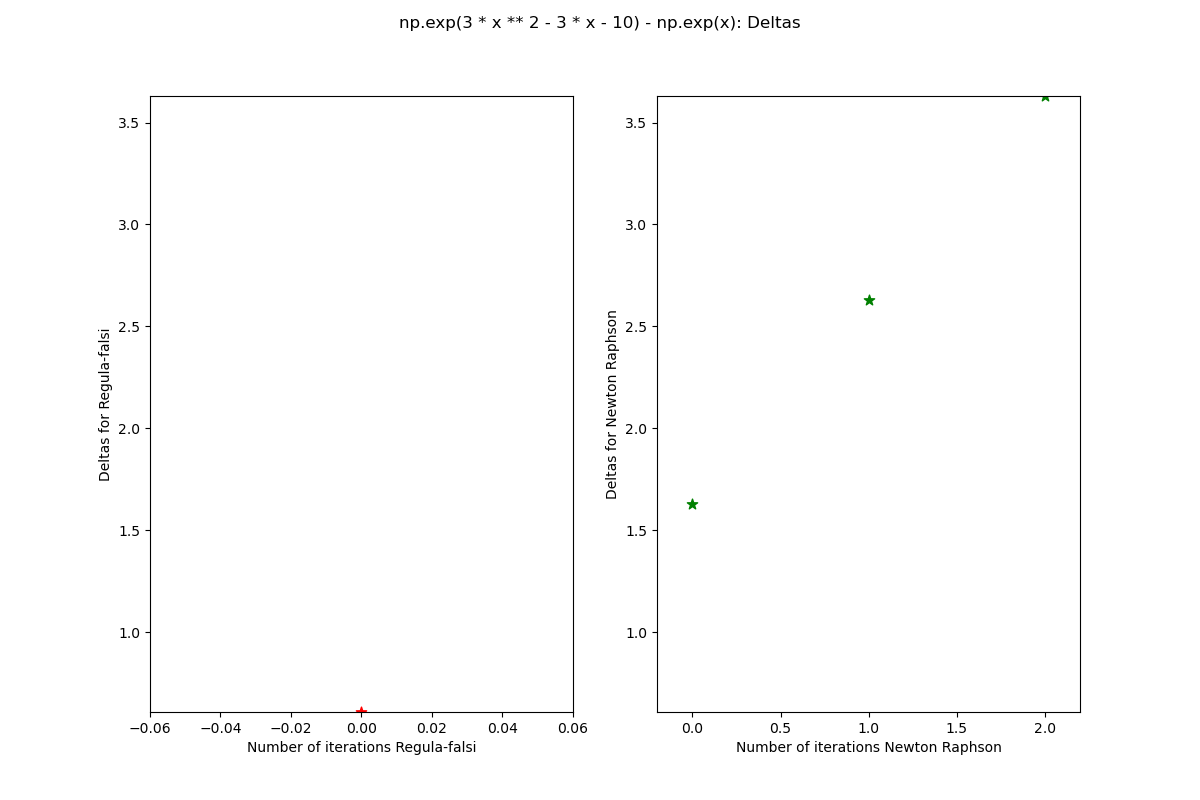 np.exp(3 * x ** 2 - 3 * x - 10) - np.exp(x): Deltas
3.5
3.0
2.5
2.0
1.5
1.0
Deltas for Regula-falsi
−0.06 −0.04 −0.02 0.00 0.02 0.04 0.06
Number of iterations Regula-falsi
3.5
3.0
2.5
2.0
1.5
1.0
Deltas for Newton Raphson
0.0 0.5 1.0 1.5 2.0
Number of iterations Newton Raphson